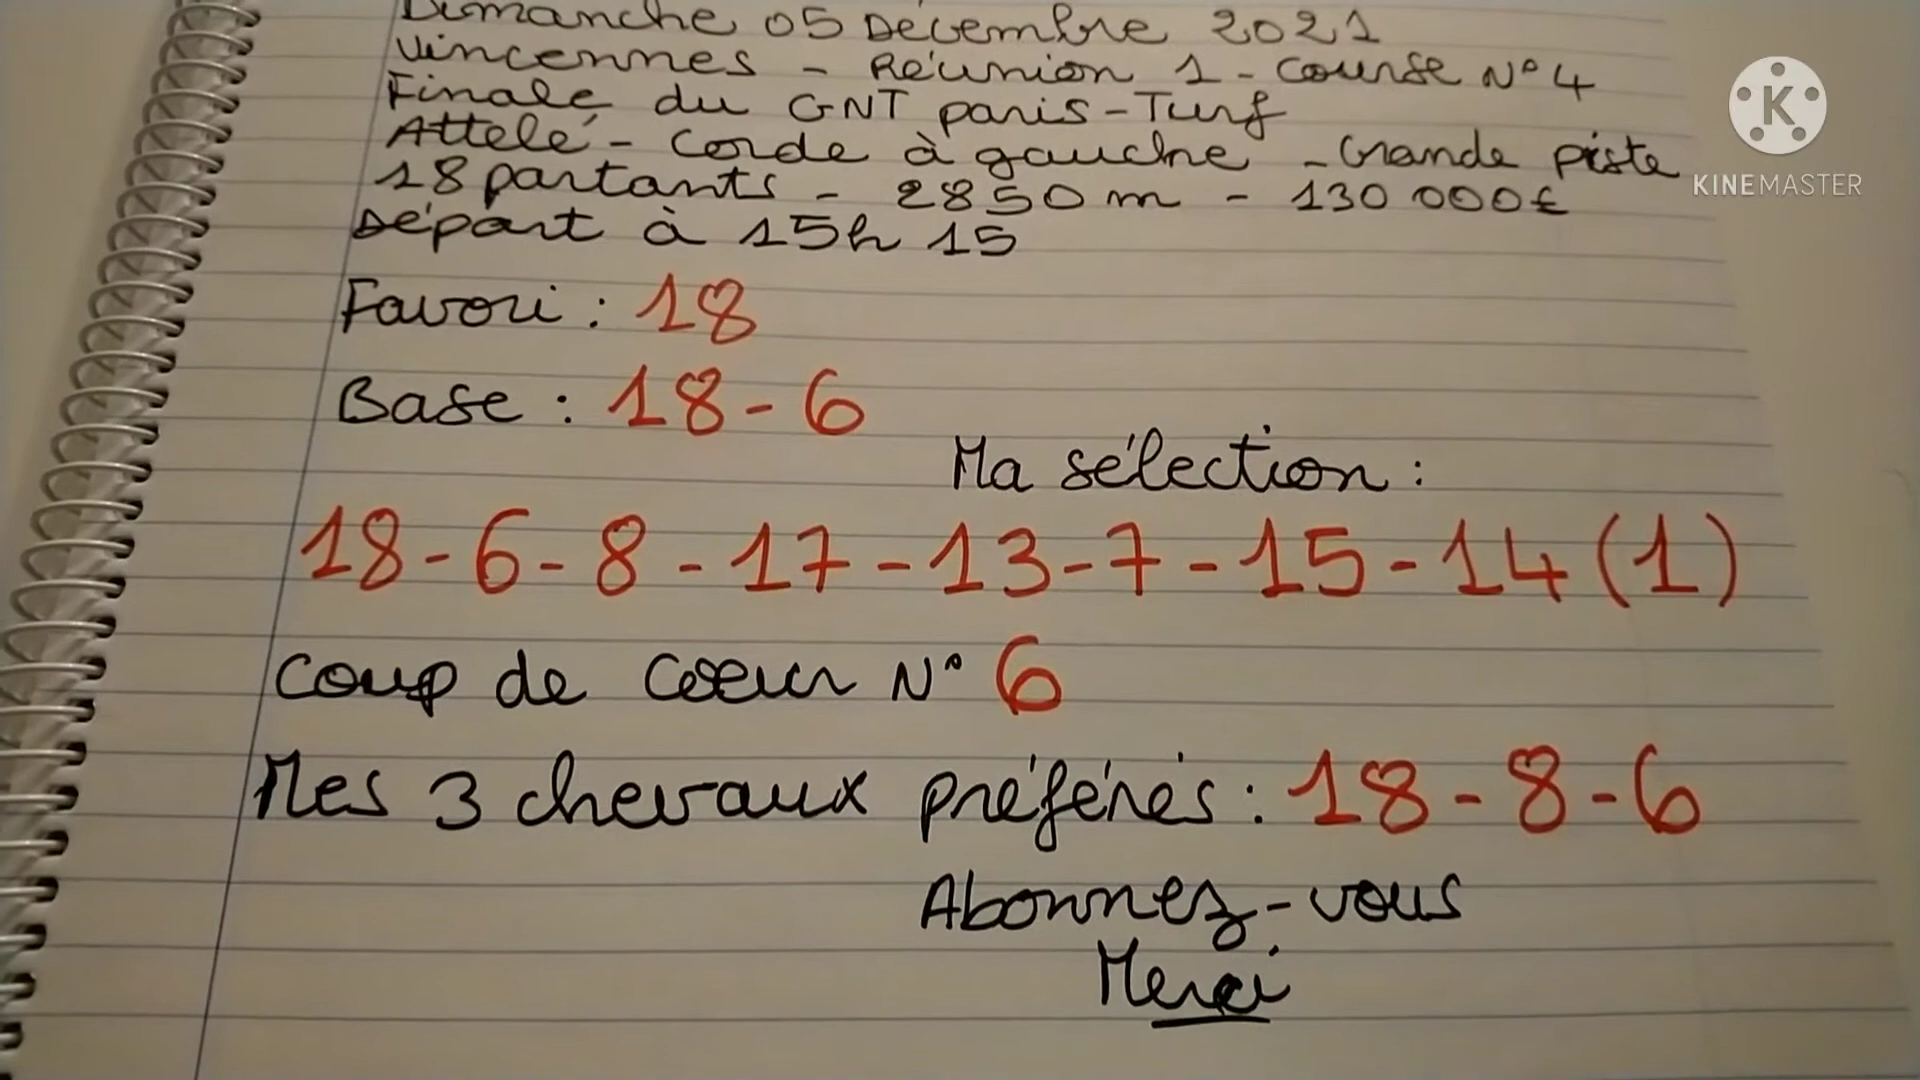 Dimanche 05 Décembre 2021
Vincennes - Réunion 1 - Course N° 4
Finale du GNT paris-Turf
Attelé - Corde à gauche - Grande piste
18 partants - 2850 m - 130 000€
Départ à 15h 15
Favori : 18
Base : 18 - 6
Ma sélection :
18 - 6 - 8 - 17 - 13 - 7 - 15 - 14 (1)
Coup de coeur N° 6
Mes 3 chevaux préférés : 18 - 8 - 6
Abonnez-vous
Merci
K
KINEMASTER